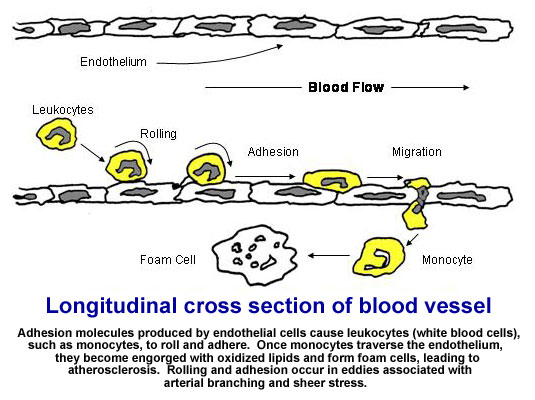 Endothelium
Blood Flow
Leukocytes
Rolling
Adhesion
Migration
Foam Cell
Monocyte
Longitudinal cross section of blood vessel
Adhesion molecules produced by endothelial cells cause leukocytes (white blood cells),
such as monocytes, to roll and adhere.  Once monocytes traverse the endothelium,
they become engorged with oxidized lipids and form foam cells, leading to
atherosclerosis.  Rolling and adhesion occur in eddies associated with
arterial branching and sheer stress.